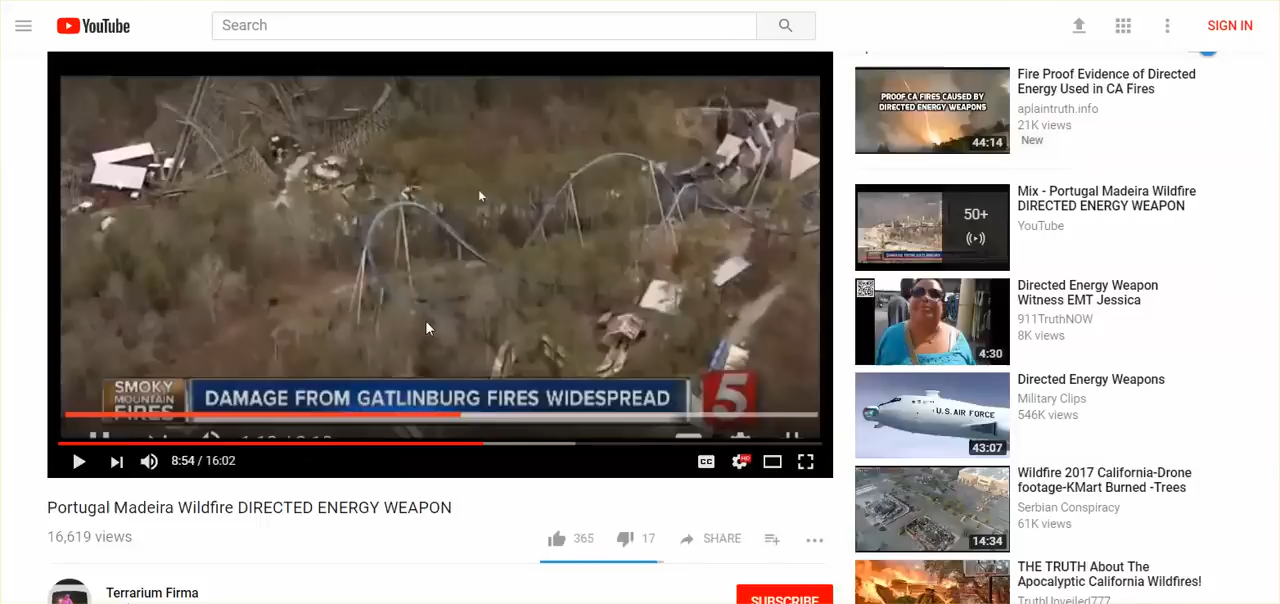 YouTube
Search
SIGN IN
SMOKY
MOUNTAIN
FIRES
DAMAGE FROM GATLINBURG FIRES WIDESPREAD
5
8:54 / 16:02
CC
HD
Portugal Madeira Wildfire DIRECTED ENERGY WEAPON
16,619 views
365
17
SHARE
Terrarium Firma
SUBSCRIBE
PROOF CA FIRES CAUSED BY
DIRECTED ENERGY WEAPONS
44:14
Fire Proof Evidence of Directed
Energy Used in CA Fires
aplaintruth.info
21K views
New
50+
DAMAGE FROM GATLINBURG
Mix - Portugal Madeira Wildfire
DIRECTED ENERGY WEAPON
YouTube
4:30
Directed Energy Weapon
Witness EMT Jessica
911TruthNOW
8K views
U.S. AIR FORCE
43:07
Directed Energy Weapons
Military Clips
546K views
14:34
Wildfire 2017 California-Drone
footage-KMart Burned -Trees
Serbian Conspiracy
61K views
THE TRUTH About The
Apocalyptic California Wildfires!
TruthUnveiled777